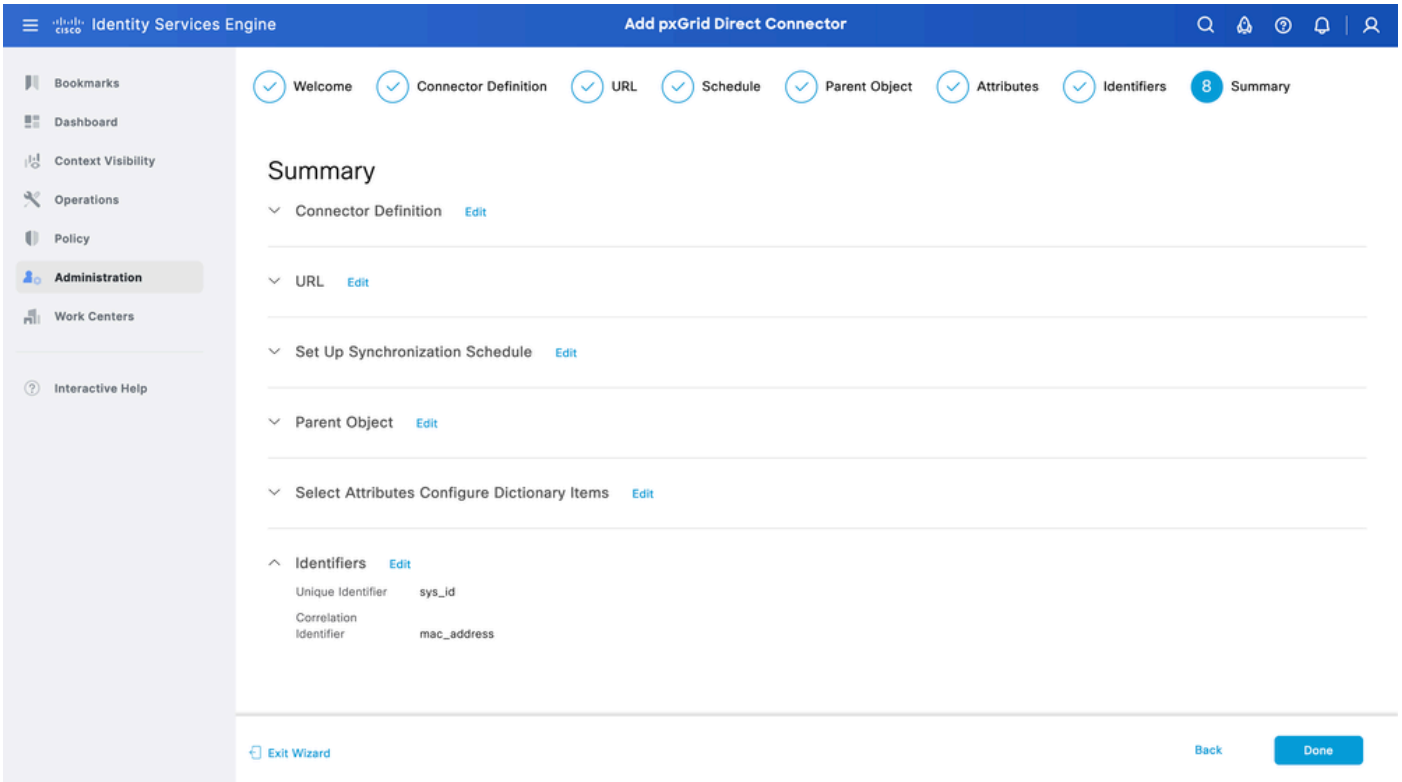 cisco Identity Services Engine
Add pxGrid Direct Connector
Bookmarks
Dashboard
Context Visibility
Operations
Policy
Administration
Work Centers
Interactive Help
Welcome
Connector Definition
URL
Schedule
Parent Object
Attributes
Identifiers
8 Summary
Summary
Connector Definition Edit
URL Edit
Set Up Synchronization Schedule Edit
Parent Object Edit
Select Attributes Configure Dictionary Items Edit
Identifiers Edit
Unique Identifier sys_id
Correlation
Identifier mac_address
Exit Wizard
Back
Done